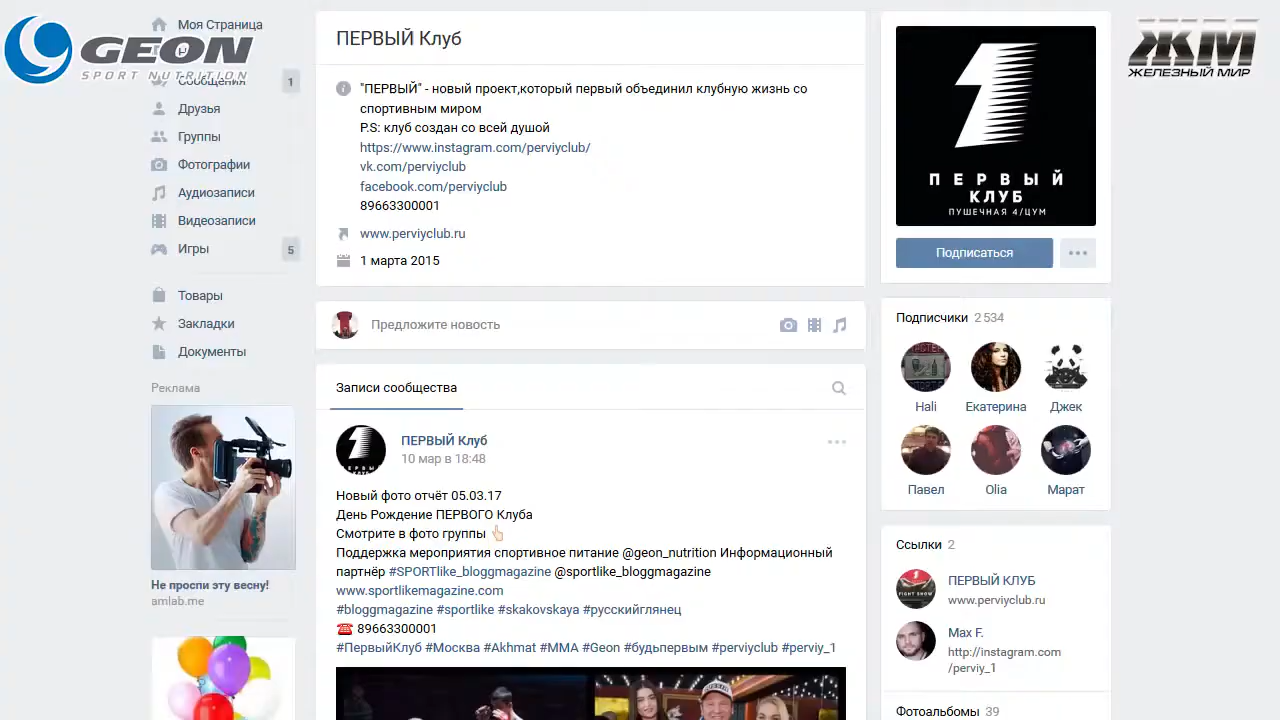 GEON
SPORT NUTRITION
Моя Страница
Сообщения
1
Друзья
Группы
Фотографии
Аудиозаписи
Видеозаписи
Игры
5
Товары
Закладки
Документы
Реклама
Не проспи эту весну!
amlab.me
ПЕРВЫЙ Клуб
"ПЕРВЫЙ" - новый проект,который первый объединил клубную жизнь со
спортивным миром
P.S: клуб создан со всей душой
https://www.instagram.com/perviyclub/
vk.com/perviyclub
facebook.com/perviyclub
89663300001
www.perviyclub.ru
1 марта 2015
Предложите новость
Записи сообщества
ПЕРВЫЙ Клуб
10 мар в 18:48
Новый фото отчёт 05.03.17
День Рождение ПЕРВОГО Клуба
Смотрите в фото группы
Поддержка мероприятия спортивное питание @geon_nutrition Информационный
партнёр #SPORTlike_bloggmagazine @sportlike_bloggmagazine
www.sportlikemagazine.com
#bloggmagazine #sportlike #skakovskaya #русскийглянец
89663300001
#ПервыйКлуб #Москва #Akhmat #MMA #Geon #будьпервым #perviyclub #perviy_1
ЖМ
ЖЕЛЕЗНЫЙ МИР
1
ПЕРВЫЙ
КЛУБ
ПУШЕЧНАЯ 4/ЦУМ
Подписаться
Подписчики 2 534
Hali Екатерина Джек
Павел Olia Марат
Ссылки 2
ПЕРВЫЙ КЛУБ
www.perviyclub.ru
Max F.
http://instagram.com
/perviy_1
Фотоальбомы 39